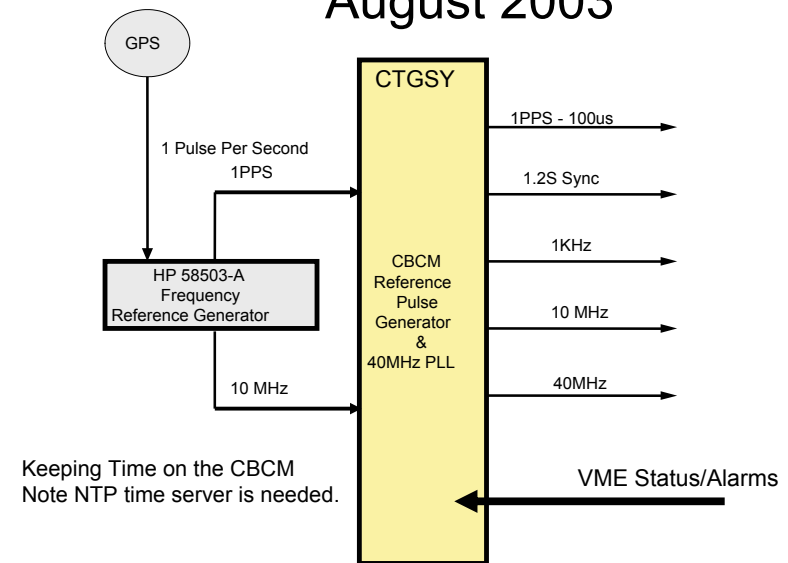 August 2003
GPS
CTGSY
1PPS - 100us
1 Pulse Per Second
1PPS
1.2S Sync
HP 58503-A
Frequency
Reference Generator
CBCM
Reference
Pulse
Generator
&
40MHz PLL
1KHz
10 MHz
40MHz
10 MHz
Keeping Time on the CBCM
Note NTP time server is needed.
VME Status/Alarms